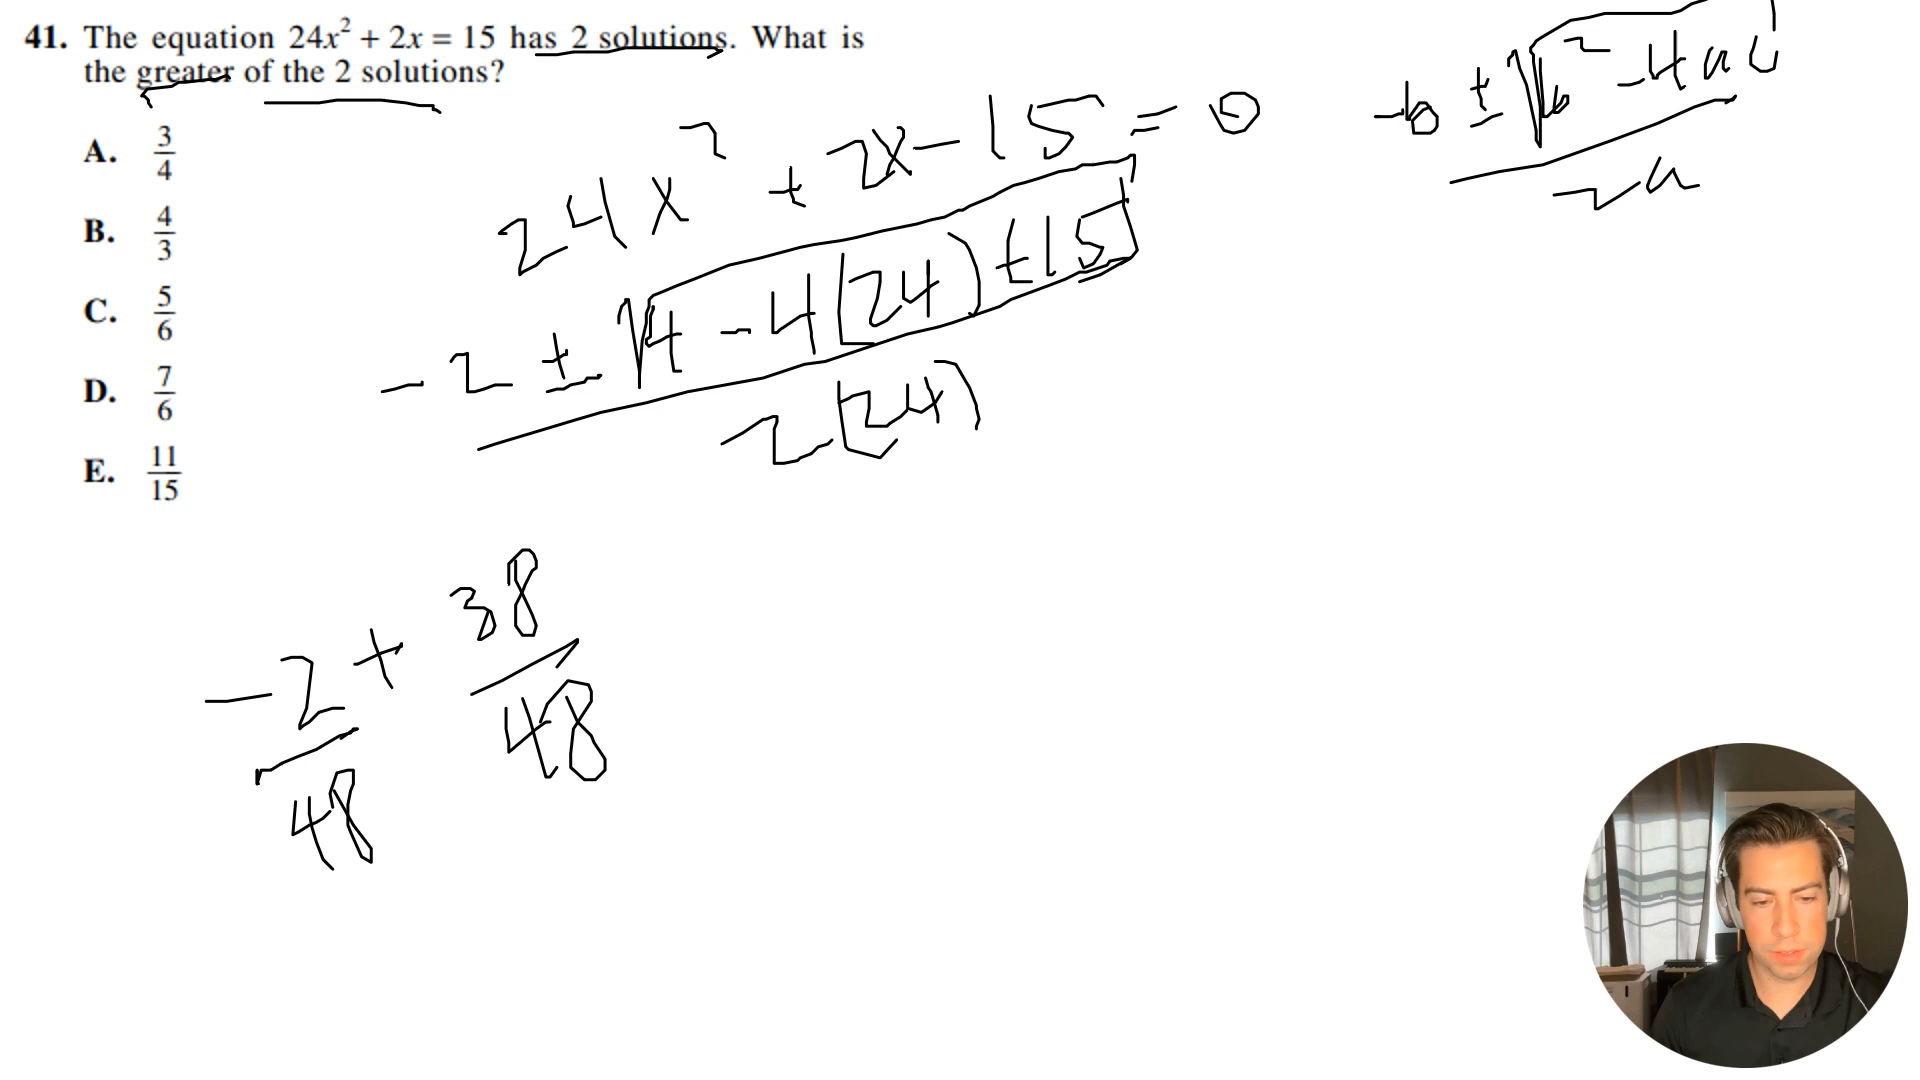 41. The equation 24x² + 2x = 15 has 2 solutions. What is
the greater of the 2 solutions?
A. 3/4
B. 4/3
C. 5/6
D. 7/6
E. 11/15
24x² + 2x - 15 = 0
-b ± √b² - 4ac
2a
-2 ± √4 - 4(24)(+15)
2(24)
-2/48 + 38/48